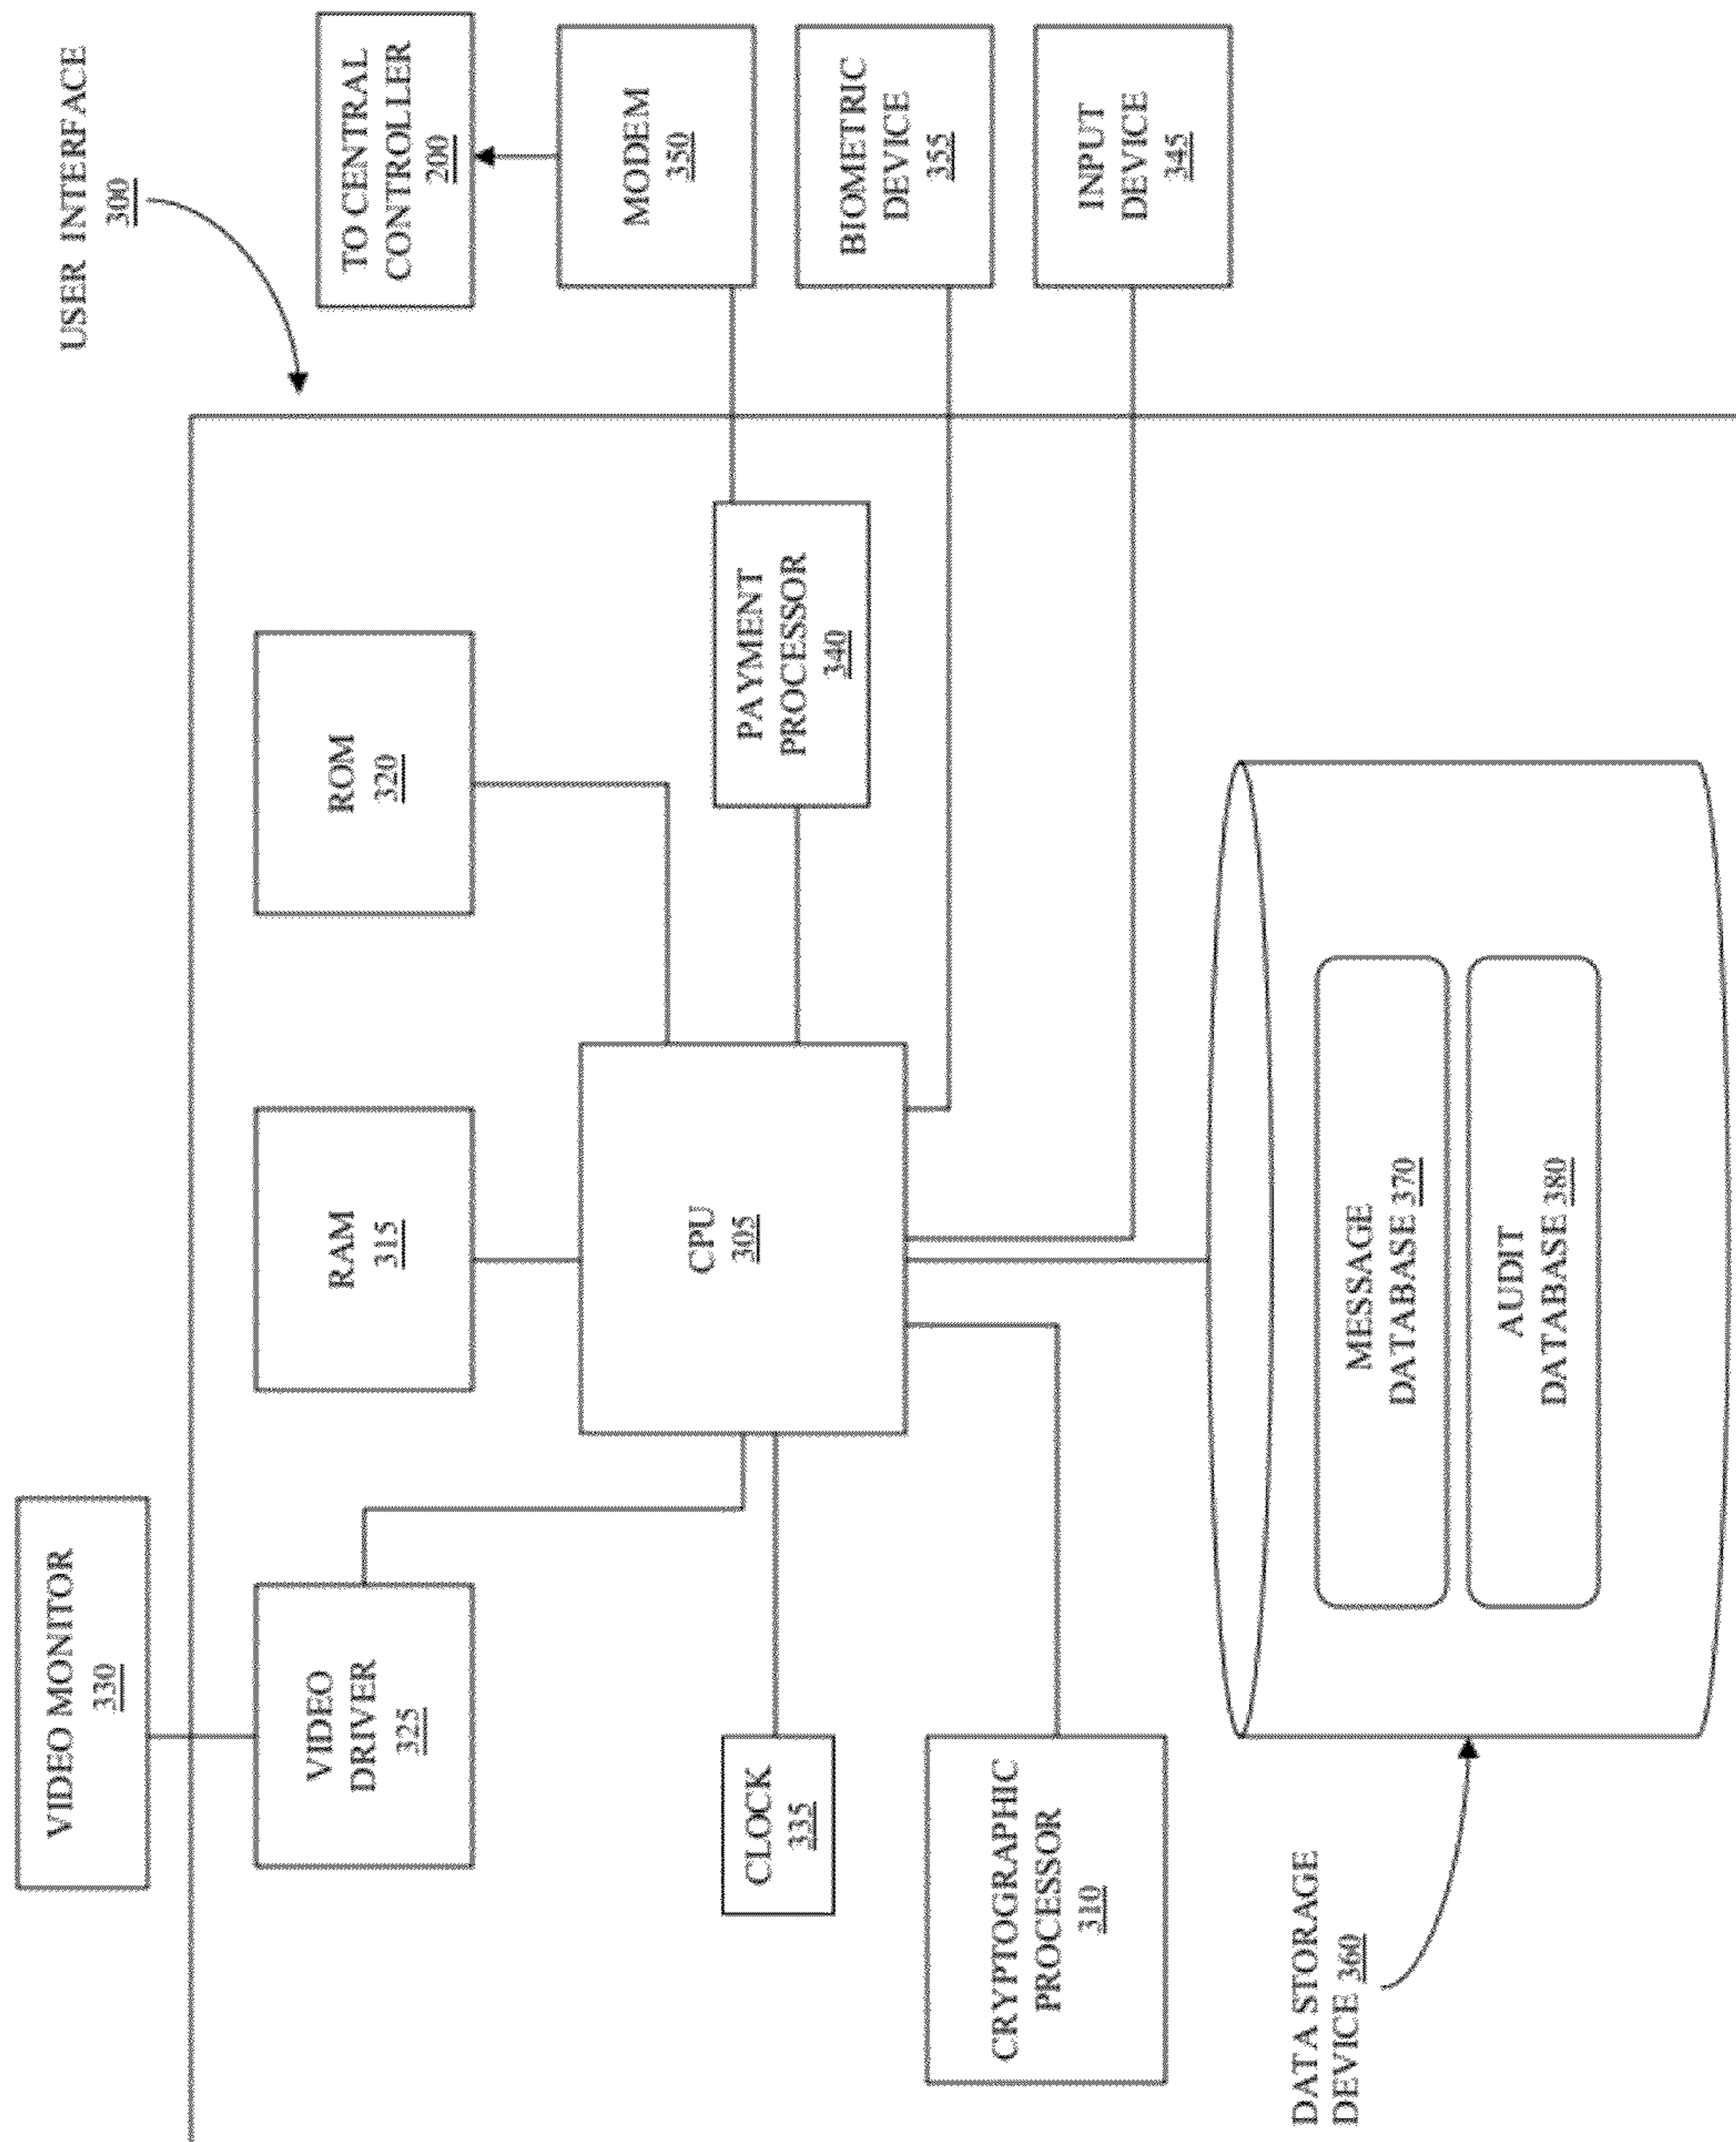 USER INTERFACE
300
VIDEO MONITOR
330
VIDEO
DRIVER
325
RAM
315
ROM
320
TO CENTRAL
CONTROLLER
200
MODEM
350
CLOCK
335
CPU
305
PAYMENT
PROCESSOR
340
BIOMETRIC
DEVICE
355
CRYPTOGRAPHIC
PROCESSOR
310
INPUT
DEVICE
345
DATA STORAGE
DEVICE 360
MESSAGE
DATABASE 370
AUDIT
DATABASE 380